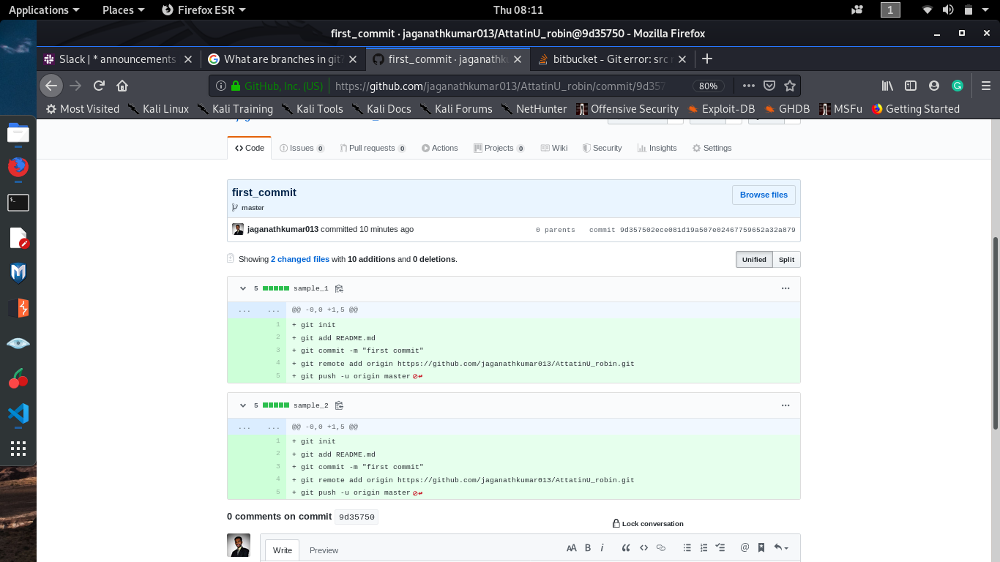 Applications Places Firefox ESR Thu 08:11 1
first_commit · jaganathkumar013/AttatinU_robin@9d35750 - Mozilla Firefox
Slack | * announcements What are branches in git? first_commit · jaganathku bitbucket - Git error: src r
GitHub, Inc. (US) https://github.com/jaganathkumar013/AttatinU_robin/commit/9d357 80%
Most Visited Kali Linux Kali Training Kali Tools Kali Docs Kali Forums NetHunter Offensive Security Exploit-DB GHDB MSFu Getting Started
Code Issues 0 Pull requests 0 Actions Projects 0 Wiki Security Insights Settings
first_commit
Browse files
master
jaganathkumar013 committed 10 minutes ago 0 parents commit 9d357502ece081d19a507e02467759652a32a879
Showing 2 changed files with 10 additions and 0 deletions. Unified Split
5 sample_1
... ... @@ -0,0 +1,5 @@
1 + git init
2 + git add README.md
3 + git commit -m "first commit"
4 + git remote add origin https://github.com/jaganathkumar013/AttatinU_robin.git
5 + git push -u origin master
5 sample_2
... ... @@ -0,0 +1,5 @@
1 + git init
2 + git add README.md
3 + git commit -m "first commit"
4 + git remote add origin https://github.com/jaganathkumar013/AttatinU_robin.git
5 + git push -u origin master
0 comments on commit 9d35750
Lock conversation
Write Preview AA B i